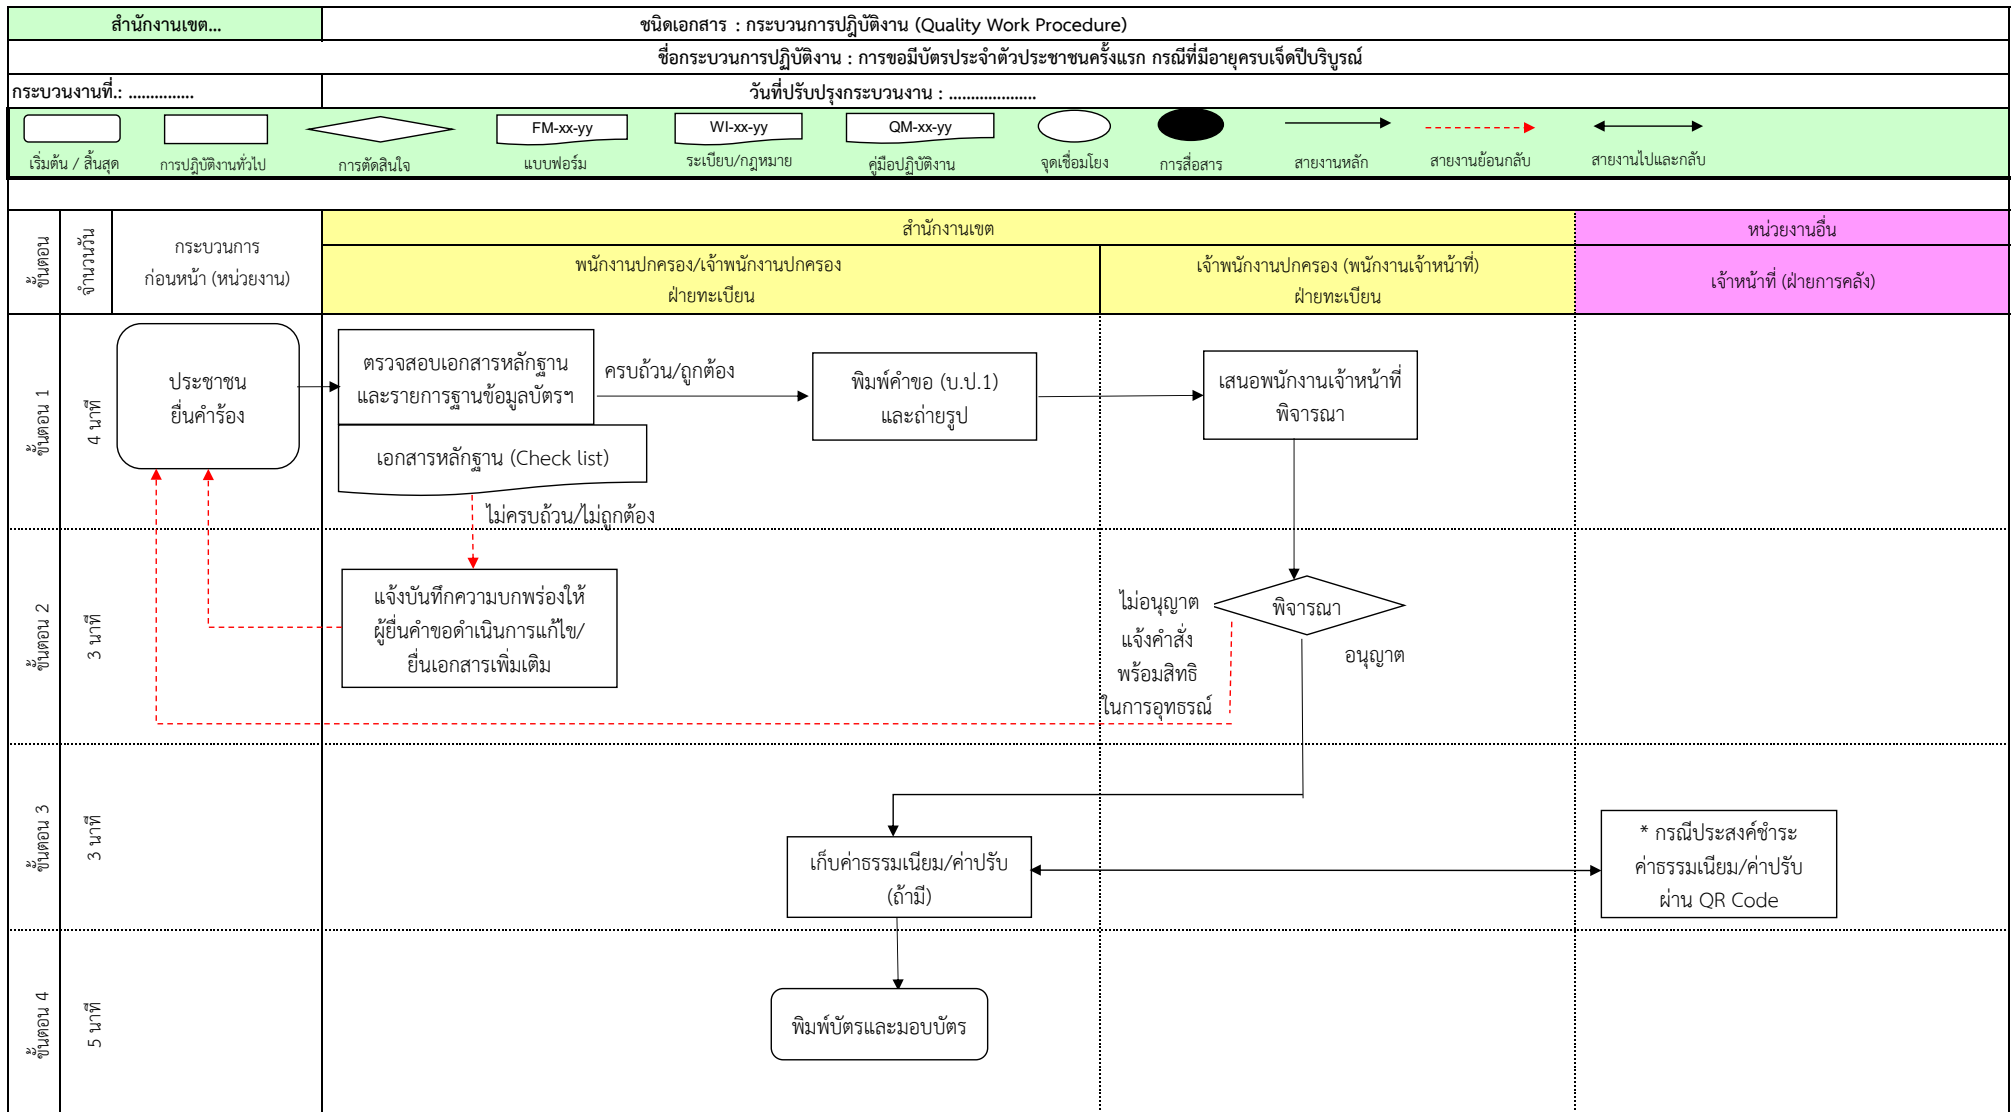 สำนักงานเขต...
ชนิดเอกสาร : กระบวนการปฏิบัติงาน (Quality Work Procedure)
ชื่อกระบวนการปฏิบัติงาน : การขอมีบัตรประจำตัวประชาชนครั้งแรก กรณีที่มีอายุครบเจ็ดปีบริบูรณ์
กระบวนงานที่.: ...............
วันที่ปรับปรุงกระบวนงาน : ....................
FM-xx-yy
WI-xx-yy
QM-xx-yy
เริ่มต้น / สิ้นสุด
การปฏิบัติงานทั่วไป
การตัดสินใจ
แบบฟอร์ม
ระเบียบ/กฎหมาย
คู่มือปฏิบัติงาน
จุดเชื่อมโยง
การสื่อสาร
สายงานหลัก
สายงานย้อนกลับ
สายงานไปและกลับ
ขั้นตอน
จำนวนวัน
กระบวนการ
ก่อนหน้า (หน่วยงาน)
สำนักงานเขต
หน่วยงานอื่น
พนักงานปกครอง/เจ้าพนักงานปกครอง
ฝ่ายทะเบียน
เจ้าพนักงานปกครอง (พนักงานเจ้าหน้าที่)
ฝ่ายทะเบียน
เจ้าหน้าที่ (ฝ่ายการคลัง)
ขั้นตอน 1
4 นาที
ประชาชน
ยื่นคำร้อง
ตรวจสอบเอกสารหลักฐาน
และรายการฐานข้อมูลบัตรฯ
เอกสารหลักฐาน (Check list)
ครบถ้วน/ถูกต้อง
พิมพ์คำขอ (บ.ป.1)
และถ่ายรูป
เสนอพนักงานเจ้าหน้าที่
พิจารณา
ไม่ครบถ้วน/ไม่ถูกต้อง
ขั้นตอน 2
3 นาที
แจ้งบันทึกความบกพร่องให้
ผู้ยื่นคำขอดำเนินการแก้ไข/
ยื่นเอกสารเพิ่มเติม
ไม่อนุญาต
แจ้งคำสั่ง
พร้อมสิทธิ
ในการอุทธรณ์
พิจารณา
อนุญาต
ขั้นตอน 3
3 นาที
เก็บค่าธรรมเนียม/ค่าปรับ
(ถ้ามี)
* กรณีประสงค์ชำระ
ค่าธรรมเนียม/ค่าปรับ
ผ่าน QR Code
ขั้นตอน 4
5 นาที
พิมพ์บัตรและมอบบัตร